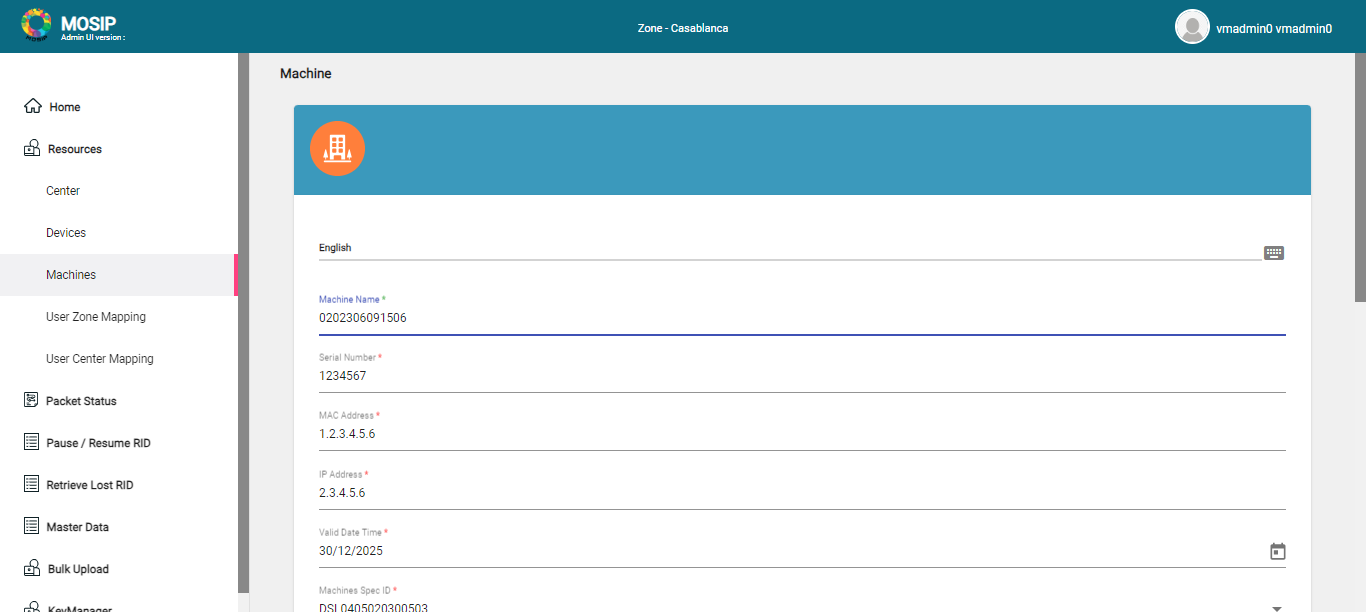 MOSIP
Admin UI version :
Zone - Casablanca
vmadmin0 vmadmin0
Home
Resources
Center
Devices
Machines
User Zone Mapping
User Center Mapping
Packet Status
Pause / Resume RID
Retrieve Lost RID
Master Data
Bulk Upload
KeyManager
Machine
English
Machine Name *
0202306091506
Serial Number *
1234567
MAC Address *
1.2.3.4.5.6
IP Address *
2.3.4.5.6
Valid Date Time *
30/12/2025
Machines Spec ID *
DSL0405020300503